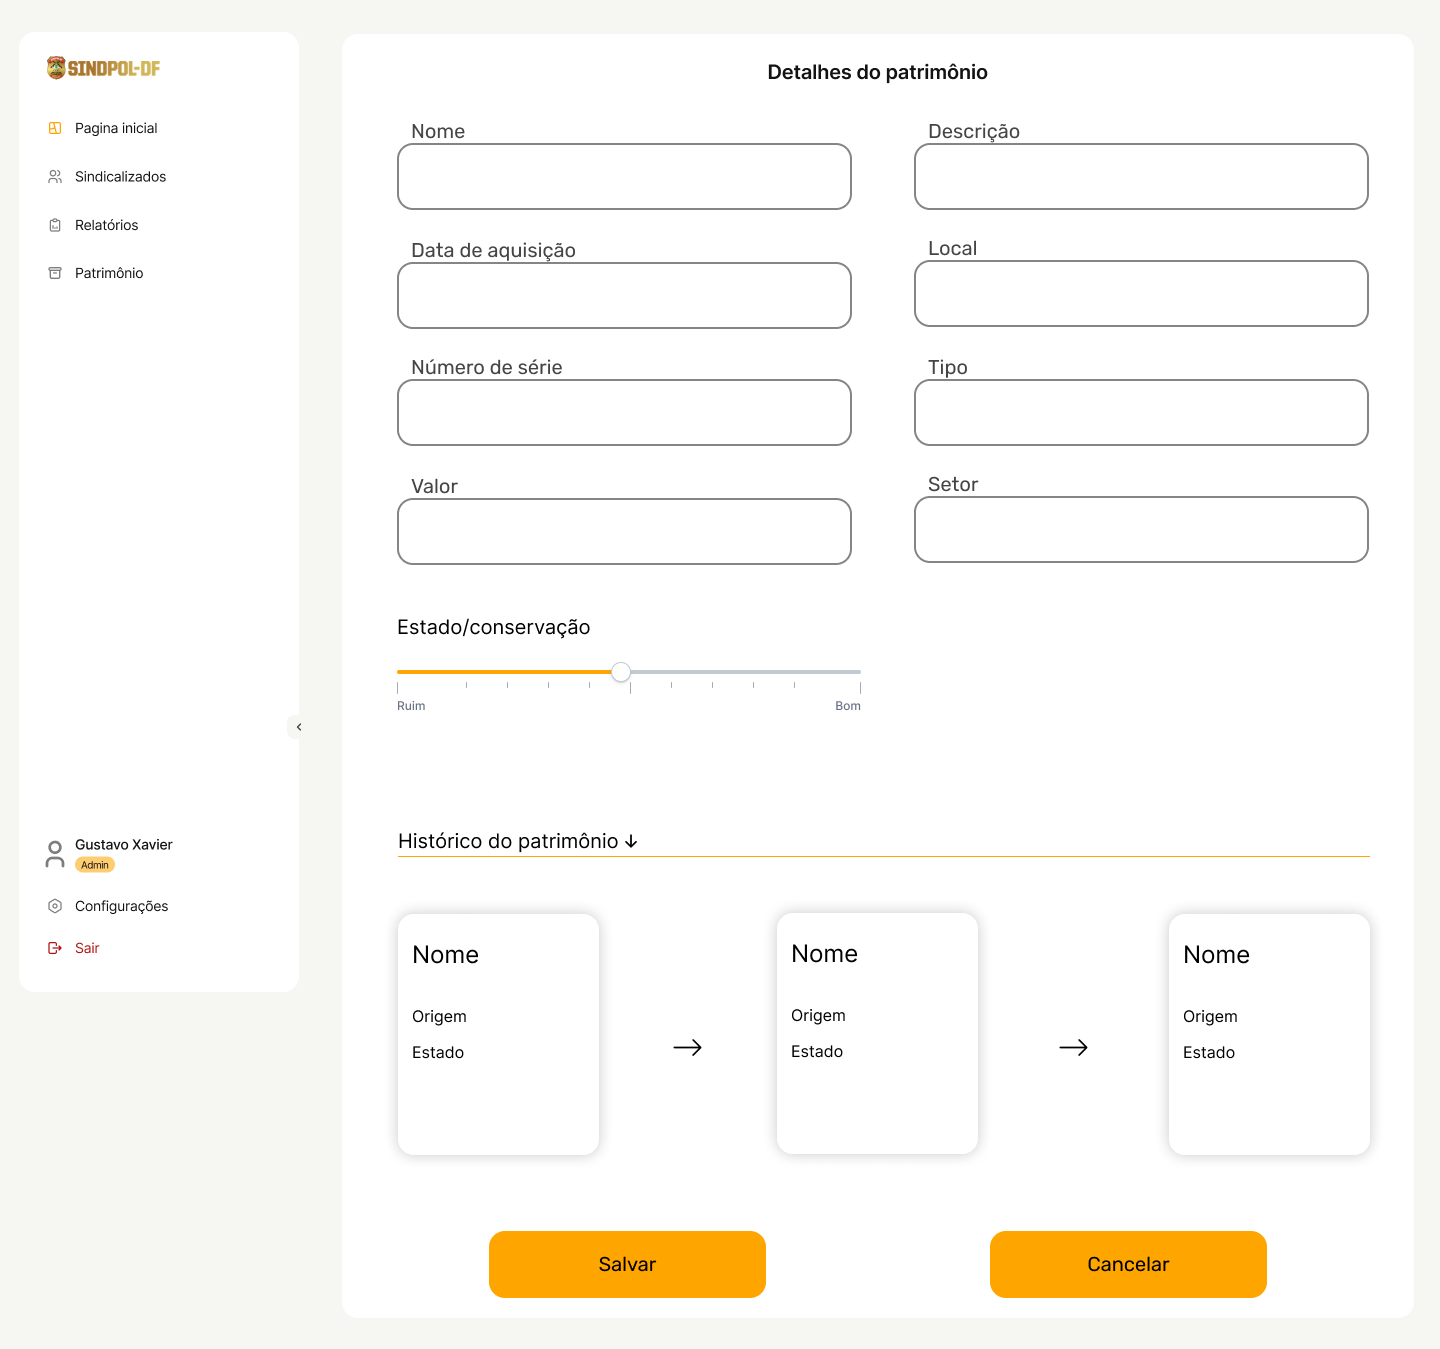 SINDPOL-DF
Pagina inicial
Sindicalizados
Relatórios
Patrimônio
Gustavo Xavier
Admin
Configurações
Sair
Detalhes do patrimônio
Nome
Descrição
Data de aquisição
Local
Número de série
Tipo
Valor
Setor
Estado/conservação
Ruim
Bom
Histórico do patrimônio ↓
Nome
Origem
Estado
→
Nome
Origem
Estado
→
Nome
Origem
Estado
Salvar
Cancelar